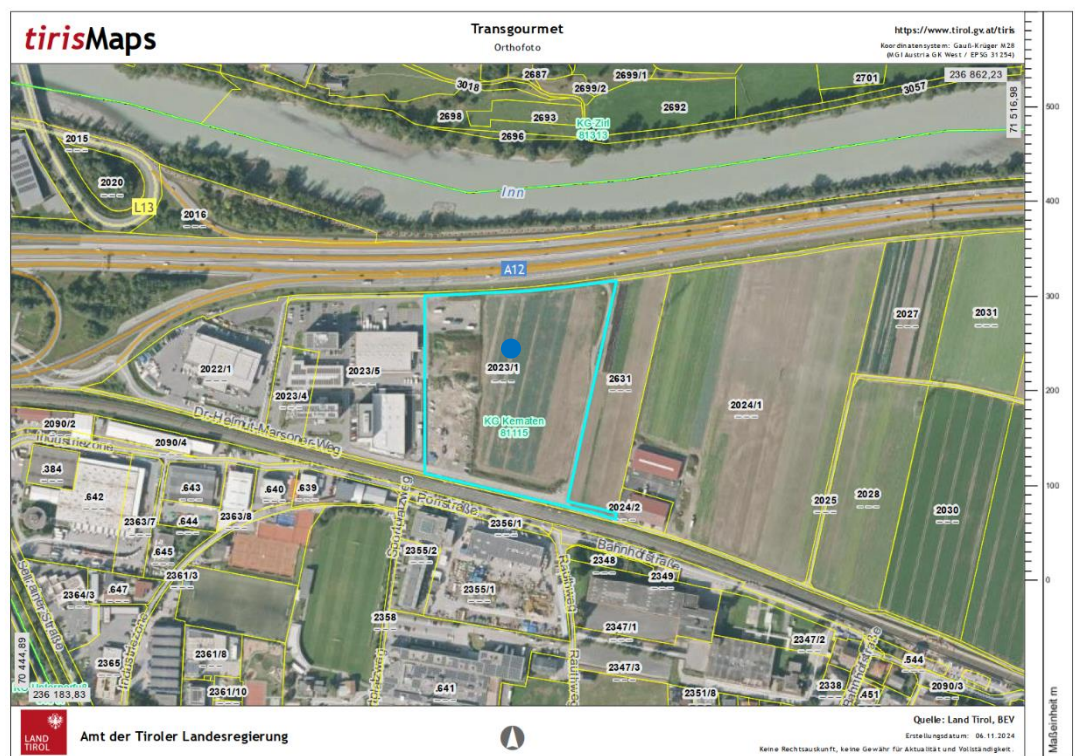 tirisMaps
Transgourmet
Orthofoto
https://www.tirol.gv.at/tiris
Koordinatensystem: Gauß-Krüger M28
(MGI Austria GK West / EPSG 31254)
236 862,23
71 516,98
2687
2699/1
2701
3018
2699/2
3057
2698
2693
2692
KG Zirl
81313
2696
2015
2020
L13
2016
Inn
A12
2022/1
2023/4
2023/5
2023/1
KG Kematen
81115
2631
2024/1
2027
2031
2024/2
2025
2028
2030
Dr-Helmut-Marsoner-Weg
2090/2
Industriezone
2090/4
.384
.642
.643
.640
.639
2363/7
.644
2363/8
.645
2361/3
2364/3
.647
2365
2361/8
2361/10
Industriezone
Sportplatzweg
Bahnhofstraße
2356/1
2355/2
2355/1
2358
.641
2348
2349
2347/1
2347/2
2347/3
2351/8
2338
.451
.544
2090/3
Bahnhofstraße
70 444,89
236 183,83
500
400
300
200
100
0
Maßeinheit m
LAND
TIROL
Amt der Tiroler Landesregierung
Quelle: Land Tirol, BEV
Erstellungsdatum: 06.11.2024
Keine Rechtsauskunft, keine Gewähr für Aktualität und Vollständigkeit.